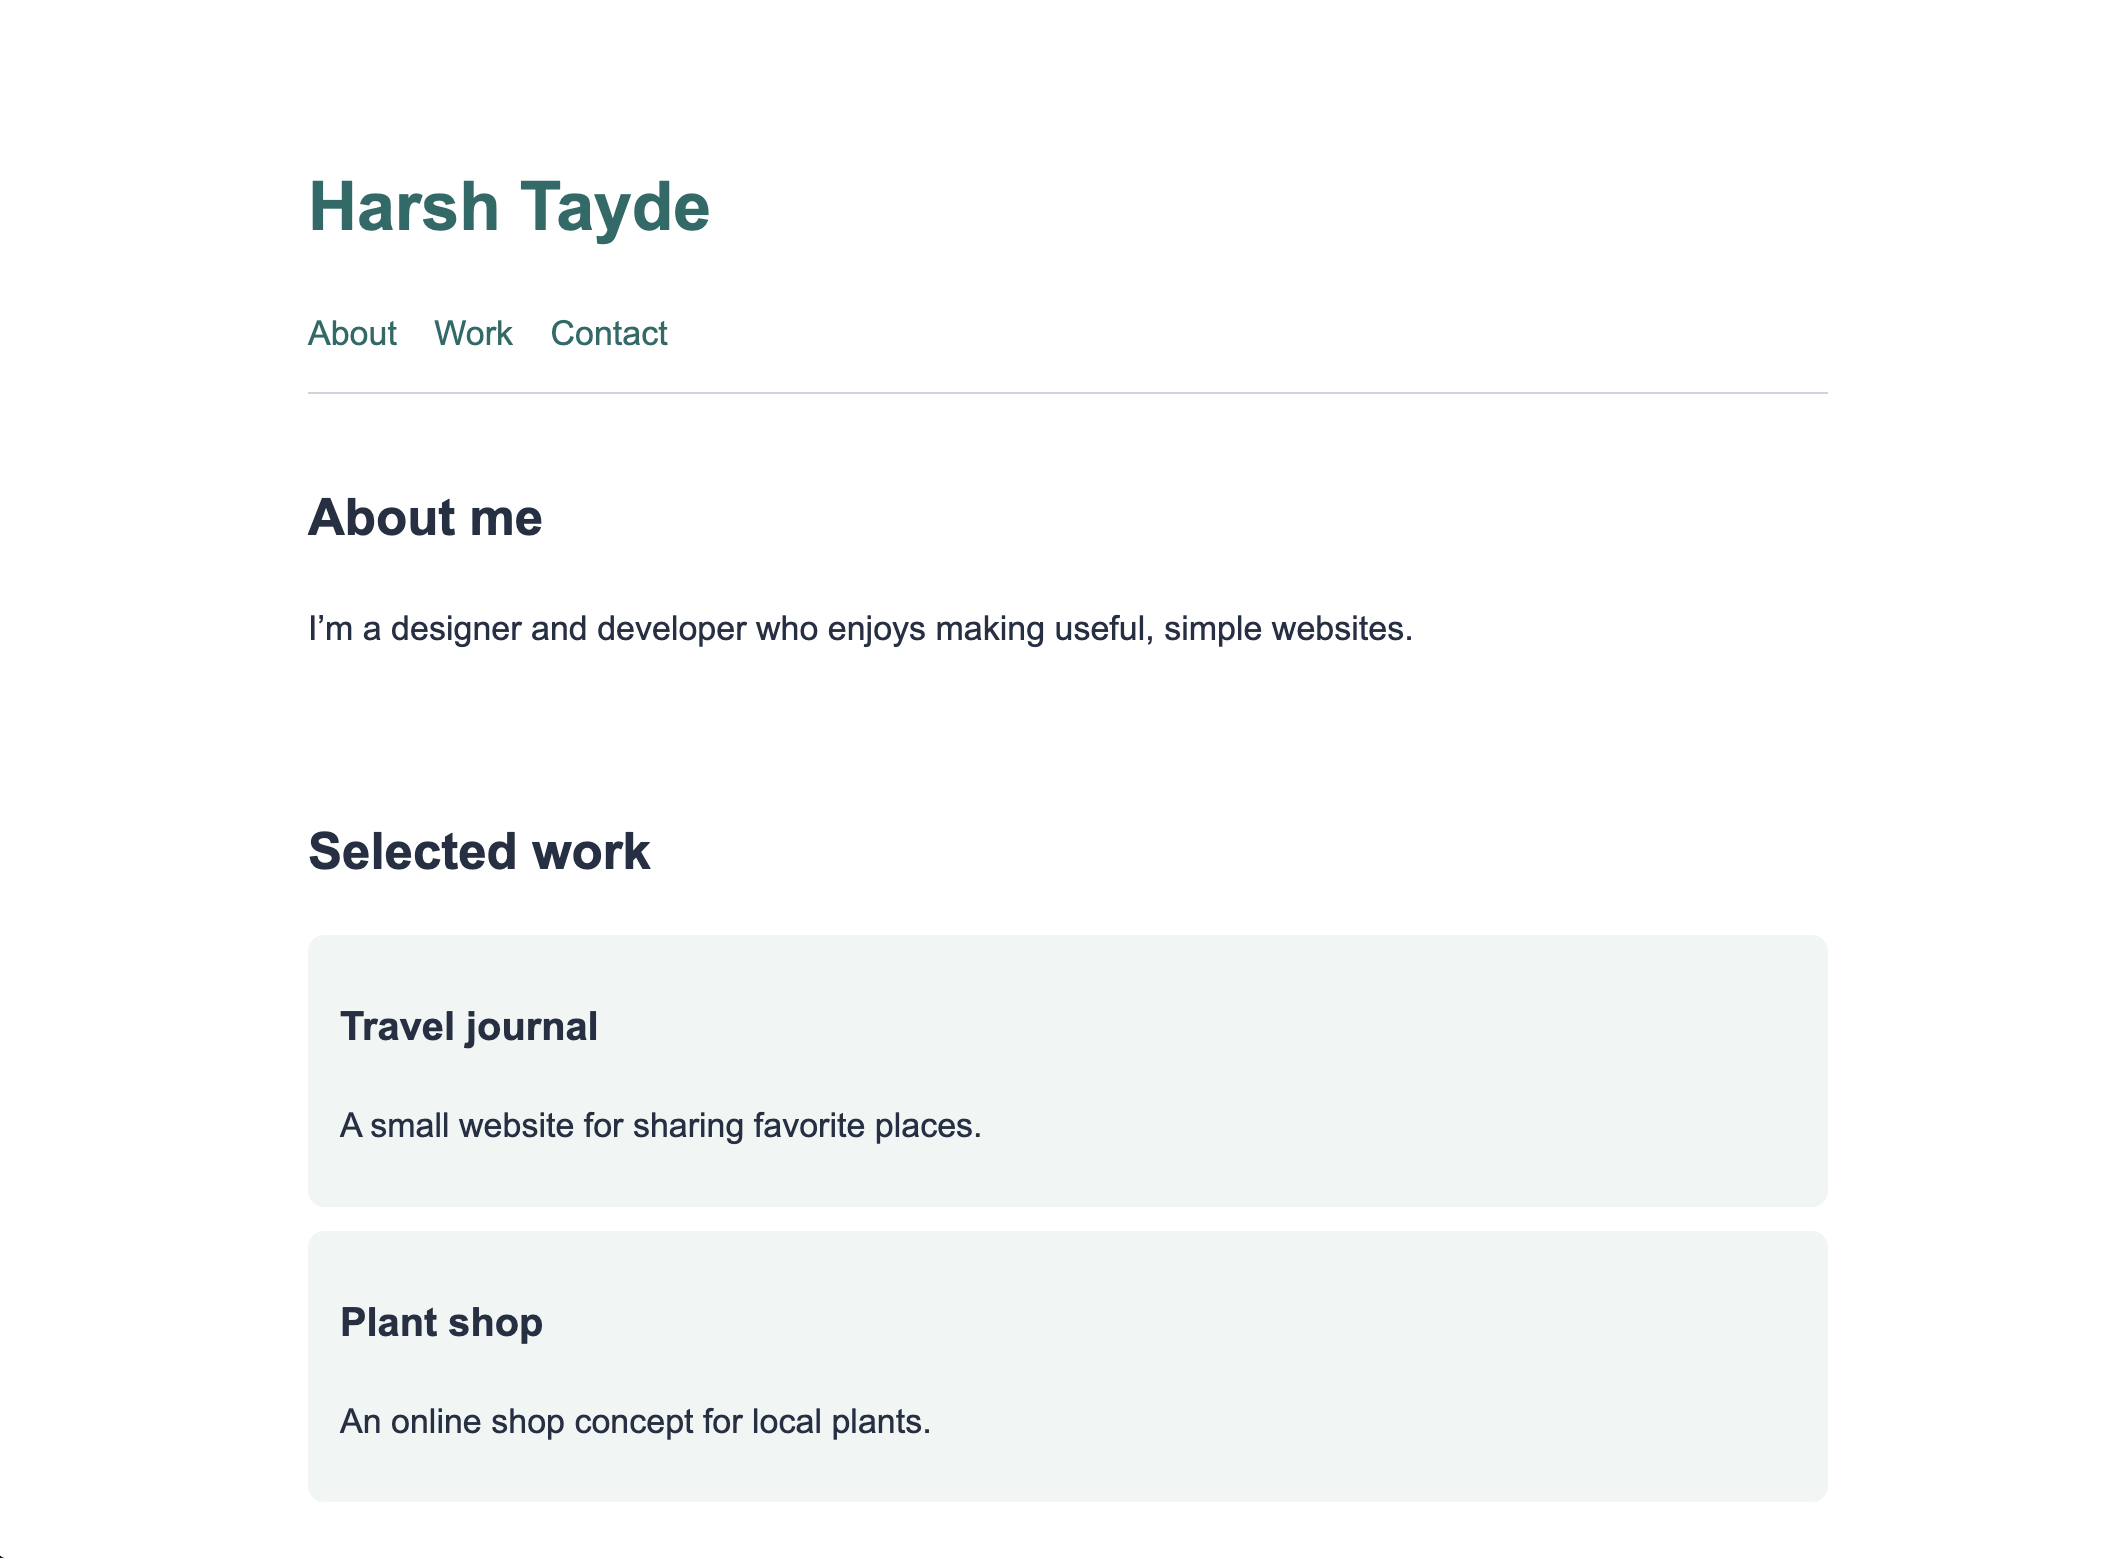 Harsh Tayde
About Work Contact
About me
I’m a designer and developer who enjoys making useful, simple websites.
Selected work
Travel journal
A small website for sharing favorite places.
Plant shop
An online shop concept for local plants.